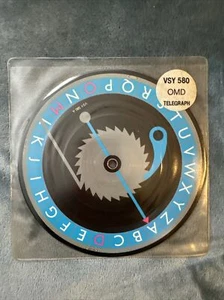 VSY 580
OMD
TELEGRAPH
A B C D E F G H I J K L M N O P Q R S T U V W X Y Z